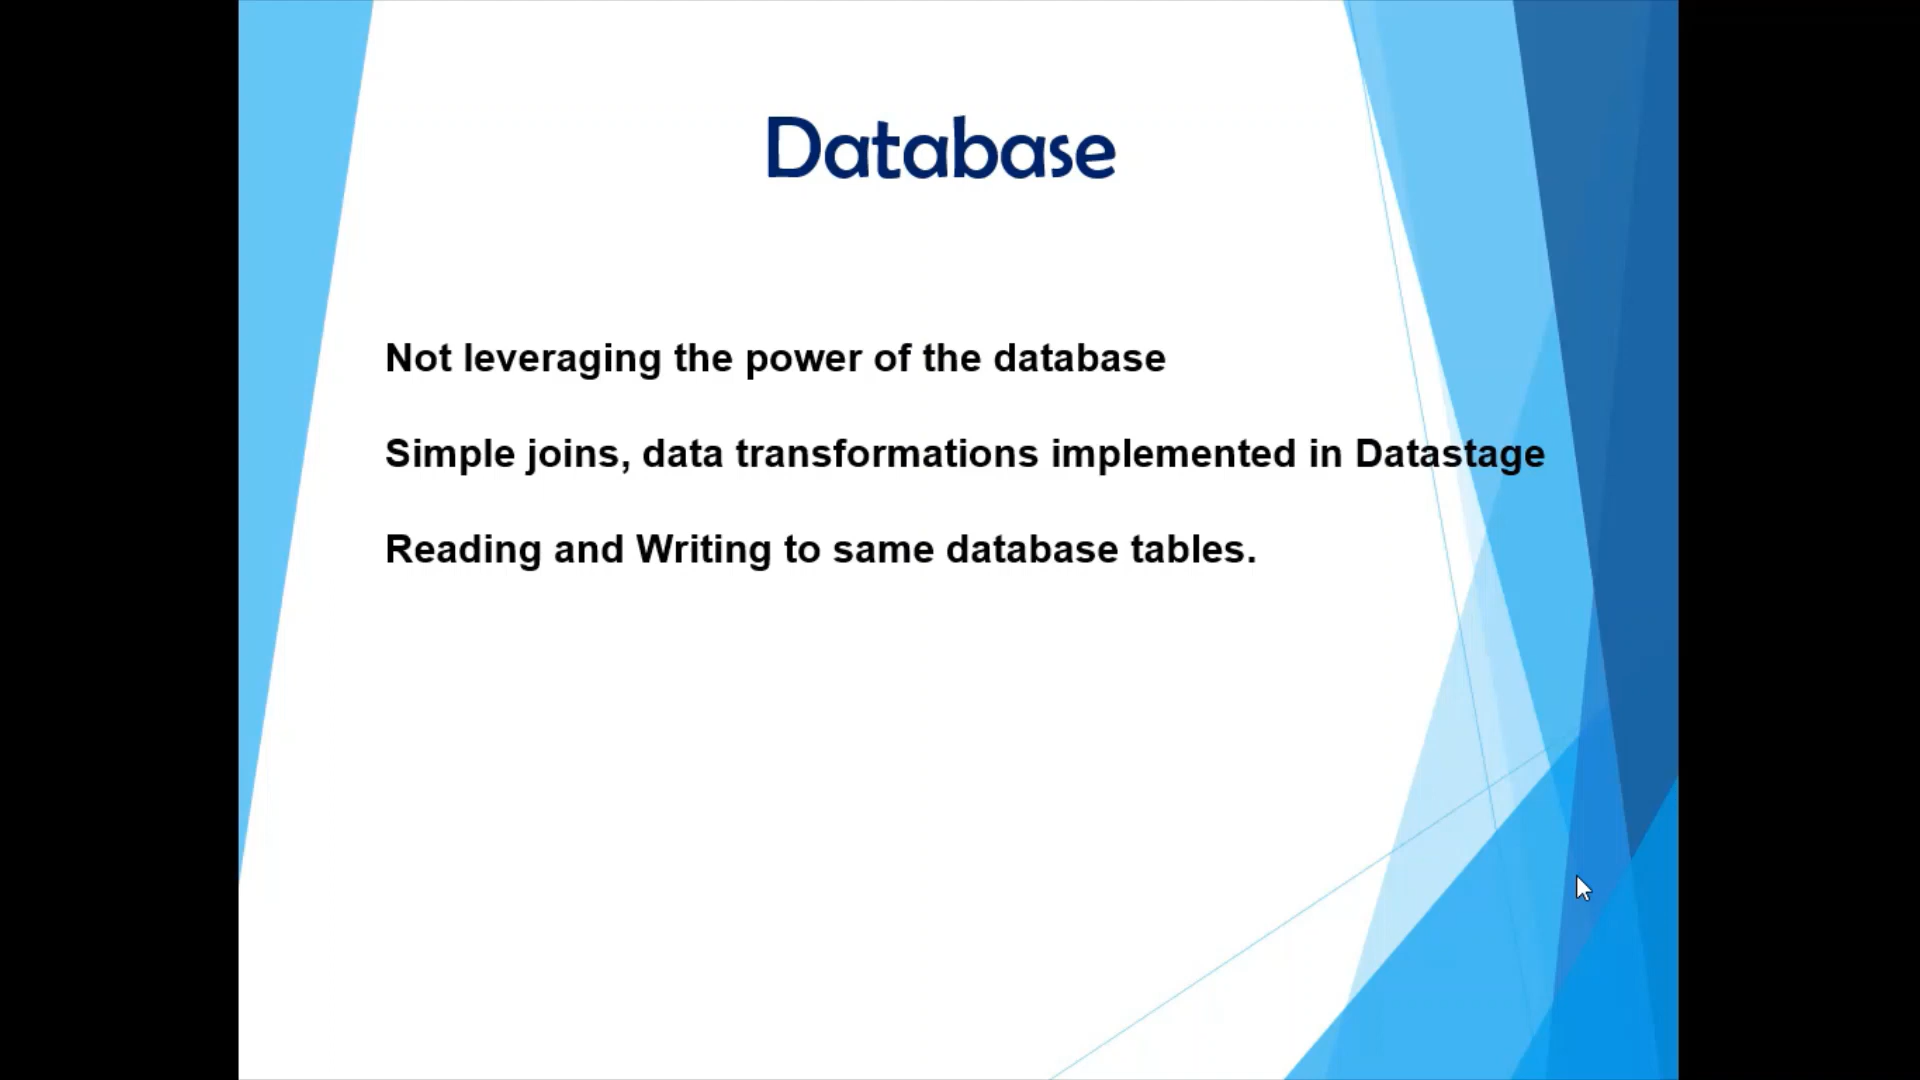 Database
Not leveraging the power of the database
Simple joins, data transformations implemented in Datastage
Reading and Writing to same database tables.